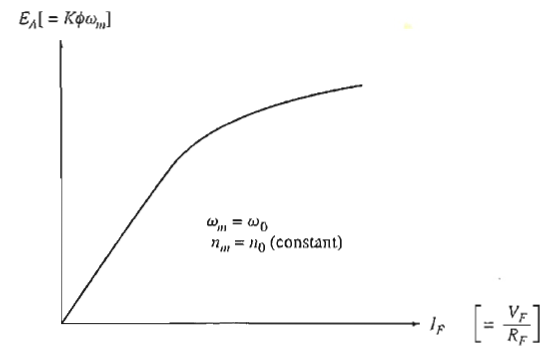 E_A[ = Kϕω_m]
ω_m = ω_0
n_m = n_0 (constant)
I_F [ = V_F / R_F ]